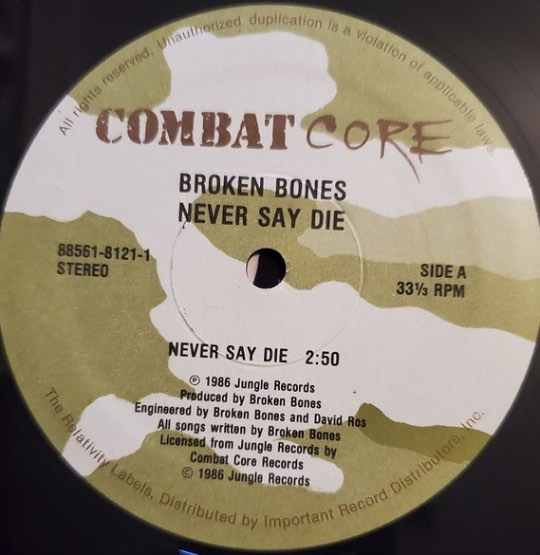 All rights reserved. Unauthorized duplication is a violation of applicable laws.
COMBAT CORE
BROKEN BONES
NEVER SAY DIE
88561-8121-1
STEREO
SIDE A
33⅓ RPM
NEVER SAY DIE 2:50
℗ 1986 Jungle Records
Produced by Broken Bones
Engineered by Broken Bones and David Ros
All songs written by Broken Bones
Licensed from Jungle Records by
Combat Core Records
© 1986 Jungle Records
The Relativity Labels. Distributed by Important Record Distributors, Inc.